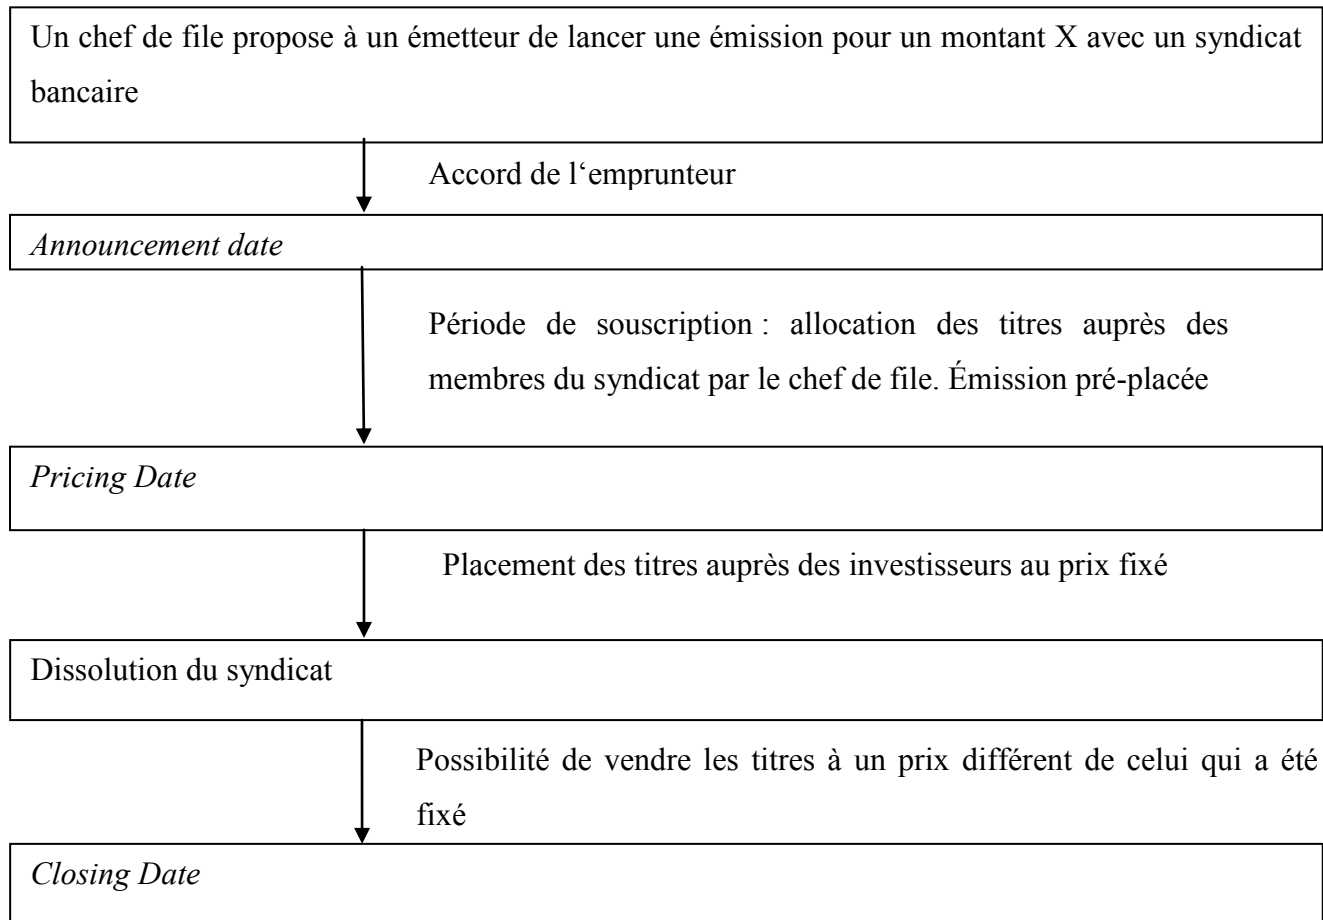 Un chef de file propose à un émetteur de lancer une émission pour un montant X avec un syndicat
bancaire
Accord de l‘emprunteur
Announcement date
Période de souscription : allocation des titres auprès des
membres du syndicat par le chef de file. Émission pré-placée
Pricing Date
Placement des titres auprès des investisseurs au prix fixé
Dissolution du syndicat
Possibilité de vendre les titres à un prix différent de celui qui a été
fixé
Closing Date